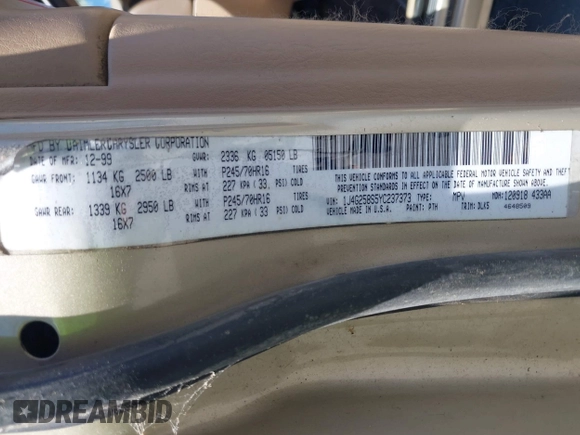 MFD BY DAIMLERCHRYSLER CORPORATION
DATE OF MFR: 12-99 GVWR: 2336 KG 05150 LB
GAWR FRONT: 1134 KG 2500 LB WITH P245/70HR16 TIRES
16X7 RIMS AT 227 KPA ( 33. PSI) COLD
GAWR REAR: 1339 KG 2950 LB WITH P245/70HR16 TIRES
16X7 RIMS AT 227 KPA ( 33. PSI) COLD
THIS VEHICLE CONFORMS TO ALL APPLICABLE FEDERAL MOTOR VEHICLE SAFETY AND THEFT
IN EFFECT ON THE DATE OF MANUFACTURE SHOWN ABOVE.
VIN: 1J4G258S5YC237373 TYPE: MPV MDH: 120918 433AA
VEHICLE MADE IN U.S.A. PAINT: PTH TRIM: DLK5 4648509
DREAMBID